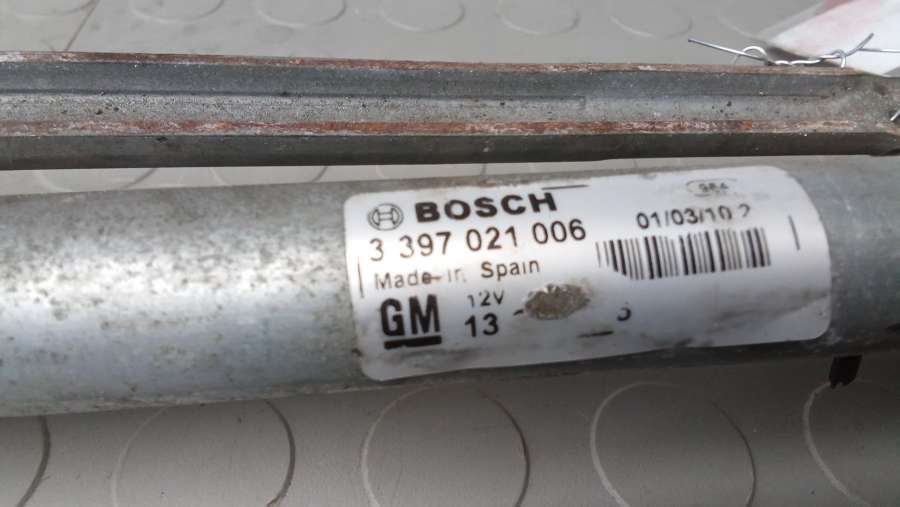 BOSCH
3 397 021 006
01/03/10 2
Made in Spain
GM
12V
13